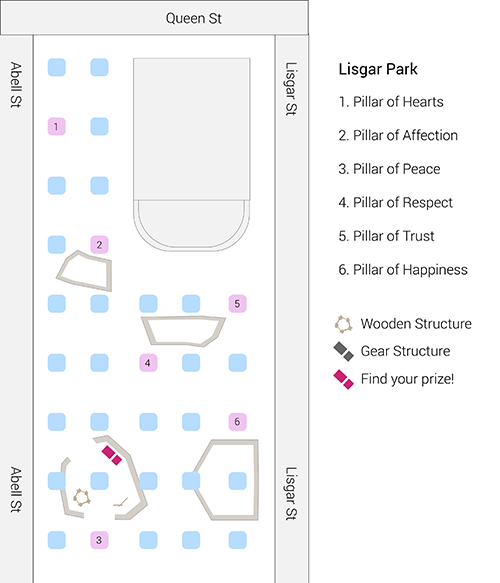 Queen St
Abell St
Lisgar St
1
2
5
4
6
Abell St
Lisgar St
3
Lisgar Park
1. Pillar of Hearts
2. Pillar of Affection
3. Pillar of Peace
4. Pillar of Respect
5. Pillar of Trust
6. Pillar of Happiness
Wooden Structure
Gear Structure
Find your prize!